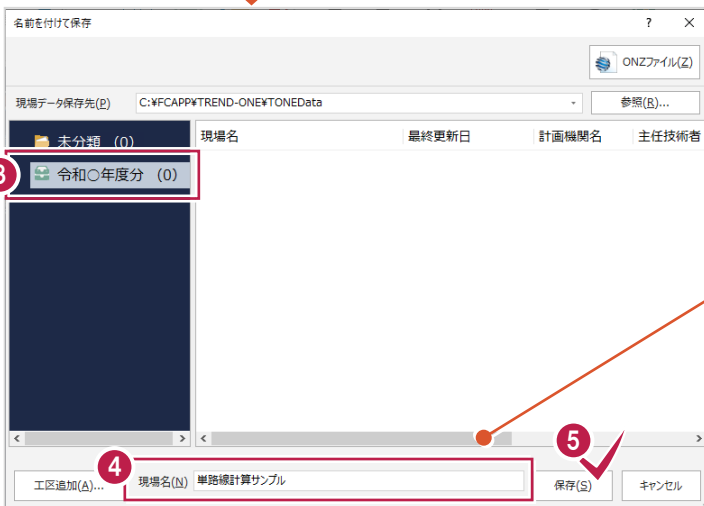 名前を付けて保存 ? ×
ONZファイル(Z)
現場データ保存先(P) C:¥FCAPP¥TREND-ONE¥TONEData 参照(R)...
未分類 (0) 現場名 最終更新日 計画機関名 主任技術者
3 令和○年度分 (0)
4 5
工区追加(A)... 現場名(N) 単路線計算サンプル 保存(S) キャンセル